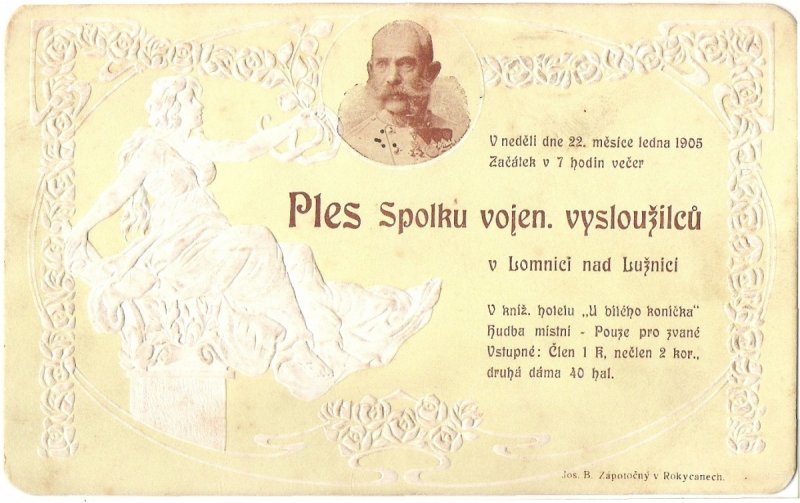 V neděli dne 22. měsíce ledna 1905
Začátek v 7 hodin večer
Ples Spolku vojen. vysloužilců
v Lomnici nad Lužnicí
V kníž. hotelu „U bílého koníčka"
Hudba místní - Pouze pro zvané
Vstupné: Člen 1 K, nečlen 2 kor.,
druhá dáma 40 hal.
Jos. B. Zápotočný v Rokycanech.